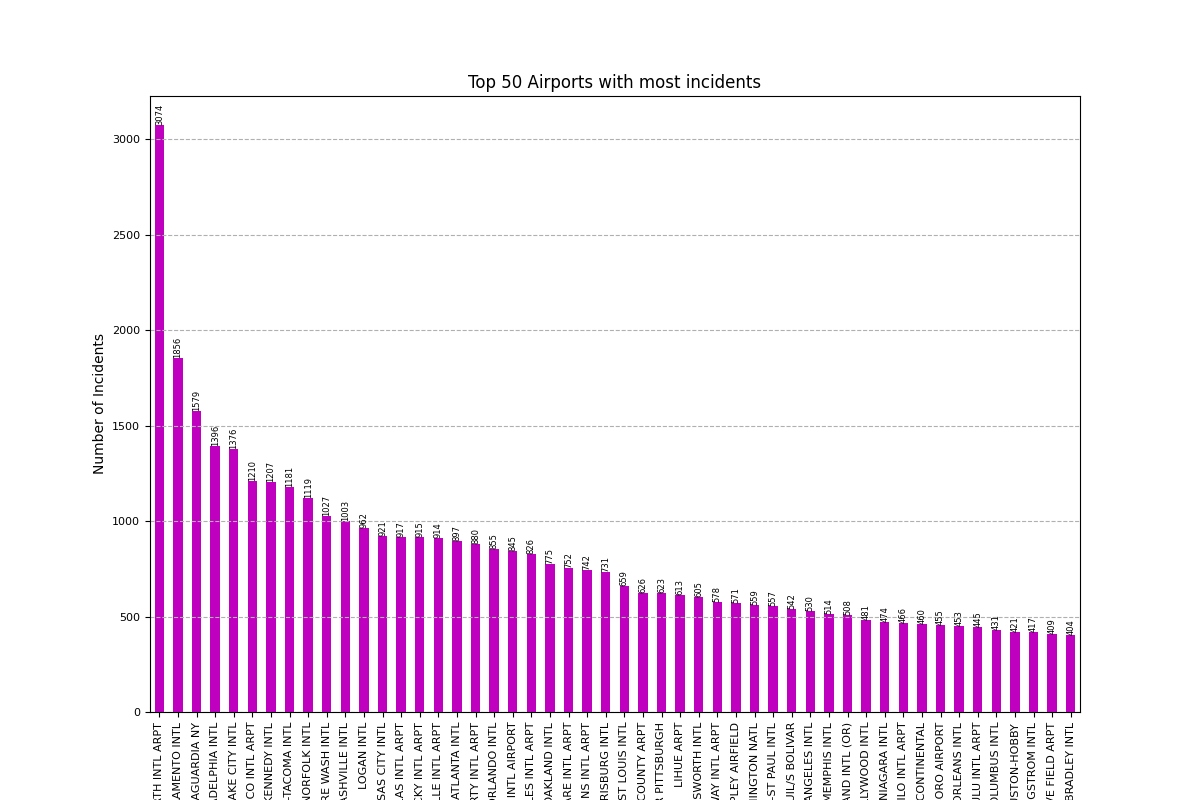 Top 50 Airports with most incidents
Number of Incidents
3000
2500
2000
1500
1000
500
0
3074
1856
1579
1396
1376
1210
1207
1181
1119
1027
1003
962
921
917
915
914
897
880
855
845
826
775
752
742
731
659
626
623
613
605
578
571
559
557
542
530
514
508
481
474
466
460
455
453
445
431
421
417
409
404
TH INTL ARPT
AMENTO INTL
AGUARDIA NY
ADELPHIA INTL
AKE CITY INTL
CO INTL ARPT
KENNEDY INTL
-TACOMA INTL
NORFOLK INTL
RE WASH INTL
ASHVILLE INTL
LOGAN INTL
SAS CITY INTL
AS INTL ARPT
KY INTL ARPT
LLE INTL ARPT
ATLANTA INTL
RTY INTL ARPT
RLANDO INTL
INTL AIRPORT
LES INTL ARPT
OAKLAND INTL
ARE INTL ARPT
NS INTL ARPT
RISBURG INTL
ST LOUIS INTL
COUNTY ARPT
R PITTSBURGH
LIHUE ARPT
SWORTH INTL
WAY INTL ARPT
PLEY AIRFIELD
HINGTON NATL
-ST PAUL INTL
UIL/S BOLIVAR
ANGELES INTL
MEMPHIS INTL
AND INTL (OR)
LLYWOOD INTL
NIAGARA INTL
ILO INTL ARPT
CONTINENTAL
ORO AIRPORT
ORLEANS INTL
ULU INTL ARPT
OLUMBUS INTL
STON-HOBBY
GSTROM INTL
E FIELD ARPT
BRADLEY INTL